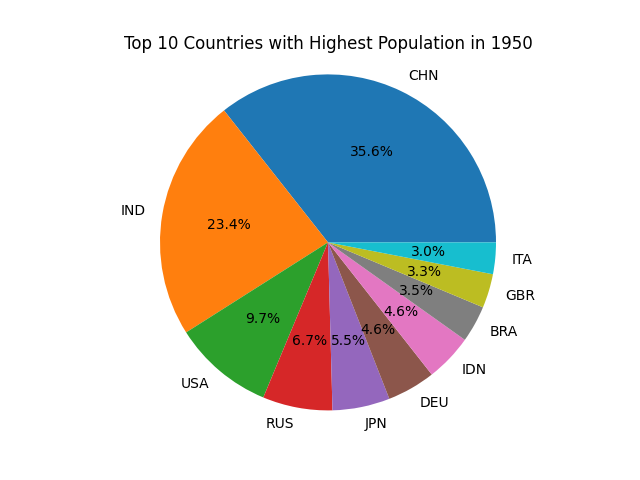 Top 10 Countries with Highest Population in 1950
CHN
35.6%
IND
23.4%
USA
9.7%
RUS
6.7%
JPN
5.5%
DEU
4.6%
IDN
4.6%
BRA
3.5%
GBR
3.3%
ITA
3.0%